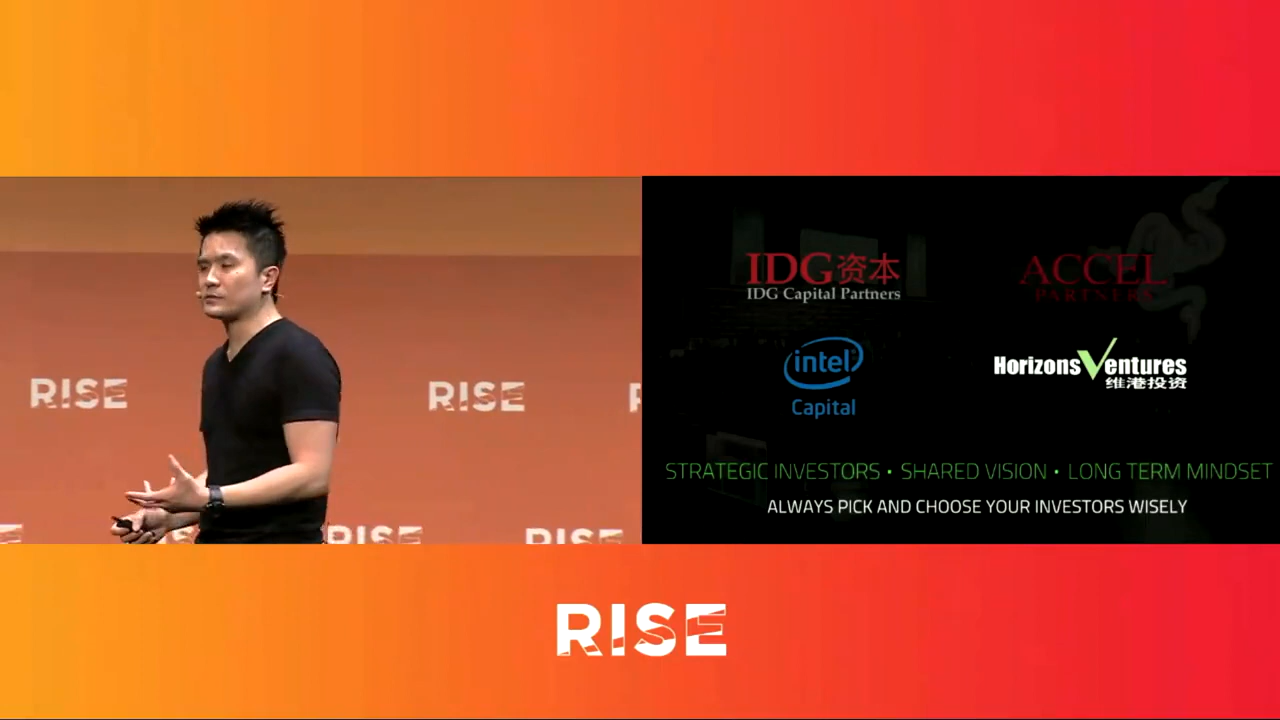 IDG资本
IDG Capital Partners
ACCEL
PARTNERS
intel
Capital
HorizonsVentures
维港投资
STRATEGIC INVESTORS • SHARED VISION • LONG TERM MINDSET
ALWAYS PICK AND CHOOSE YOUR INVESTORS WISELY
RISE
RISE
RISE
RISE
RISE